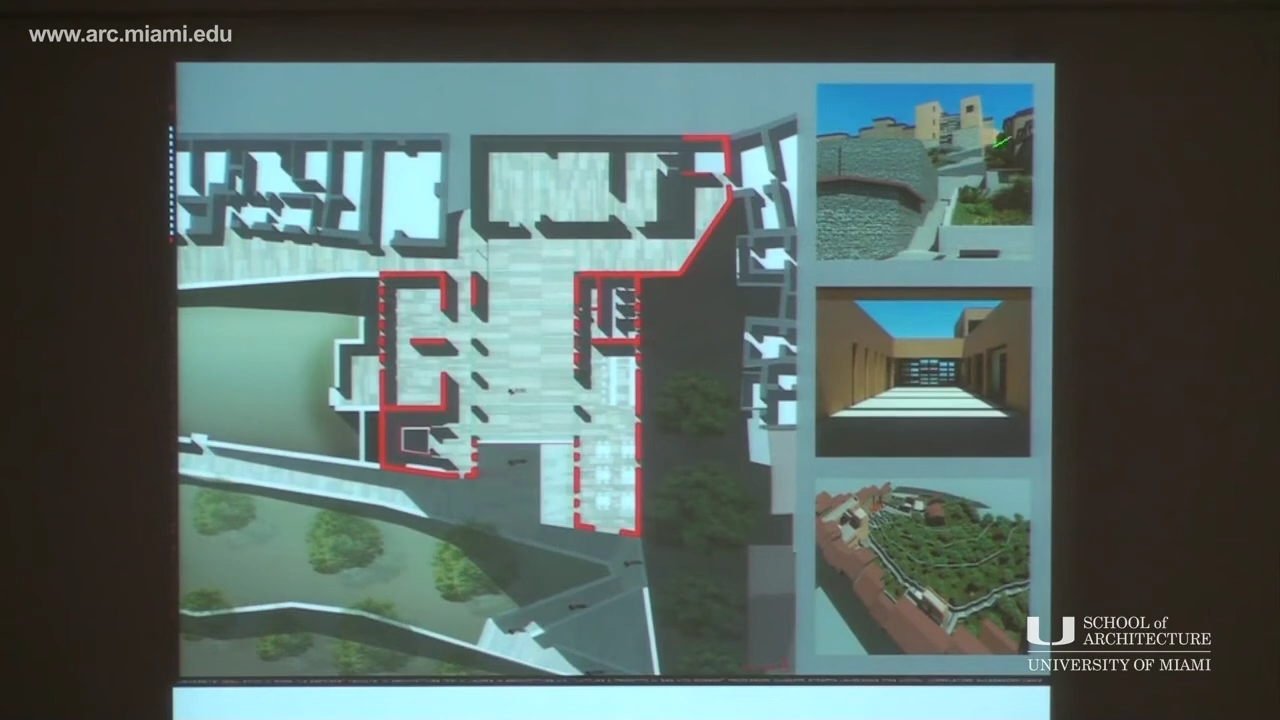 www.arc.miami.edu
SCHOOL of
ARCHITECTURE
UNIVERSITY OF MIAMI